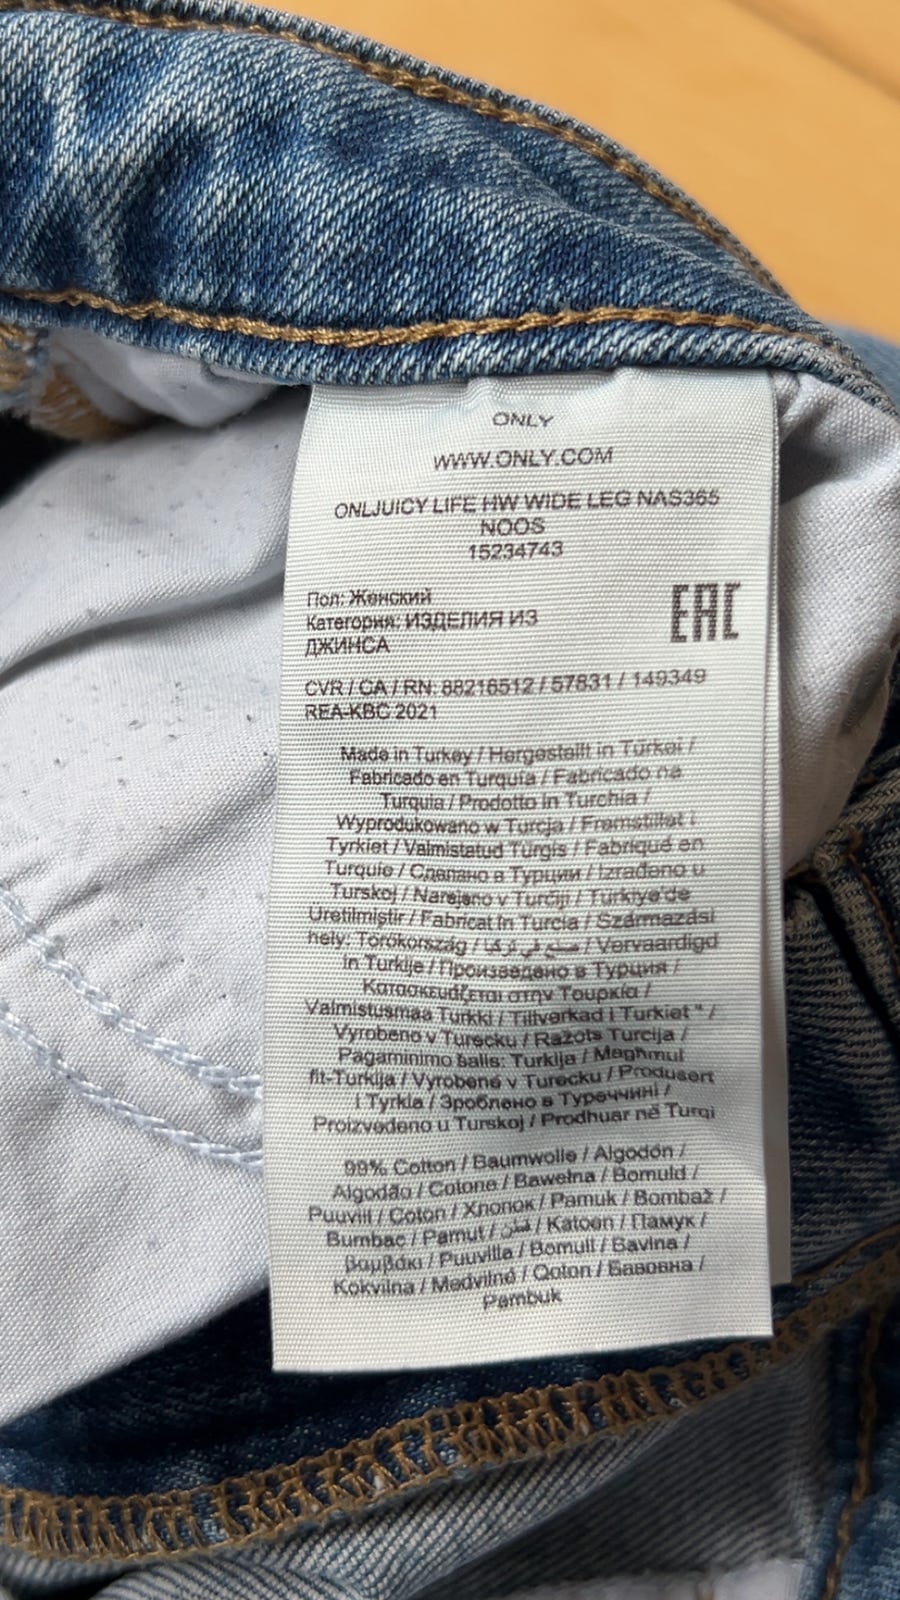 ONLY
WWW.ONLY.COM
ONLJUICY LIFE HW WIDE LEG NAS365
NOOS
15234743
Пол: Женский
Категория: ИЗДЕЛИЯ ИЗ
ДЖИНСА
EAC
CVR / CA / RN: 88216512 / 57831 / 149349
REA-KBC 2021
Made in Turkey / Hergestellt in Türkei /
Fabricado en Turquía / Fabricado na
Turquia / Prodotto in Turchia /
Wyprodukowano w Turcja / Fremstillet i
Tyrkiet / Valmistatud Türgis / Fabriqué en
Turquie / Сделано в Турции / Izrađeno u
Turskoj / Narejeno v Turčiji / Türkiye'de
Üretilmiştir / Fabricat în Turcia / Származási
hely: Törökország / صنع في تركيا / Vervaardigd
in Turkije / Произведено в Турция /
Κατασκευάζεται στην Τουρκία /
Valmistusmaa Turkki / Tillverkad i Turkiet " /
Vyrobeno v Turecku / Ražots Turcija /
Pagaminimo šalis: Turkija / Magħmul
fit-Turkija / Vyrobené v Turecku / Produsert
i Tyrkia / Зроблено в Туреччині /
Proizvedeno u Turskoj / Prodhuar në Turqi
99% Cotton / Baumwolle / Algodón /
Algodão / Cotone / Bawełna / Bomuld /
Puuvill / Coton / Хлопок / Pamuk / Bombaž /
Bumbac / Pamut / قطن / Katoen / Памук /
βαμβάκι / Puuvilla / Bomull / Bavlna /
Kokvilna / Medvilnė / Qoton / Бавовна /
Pambuk